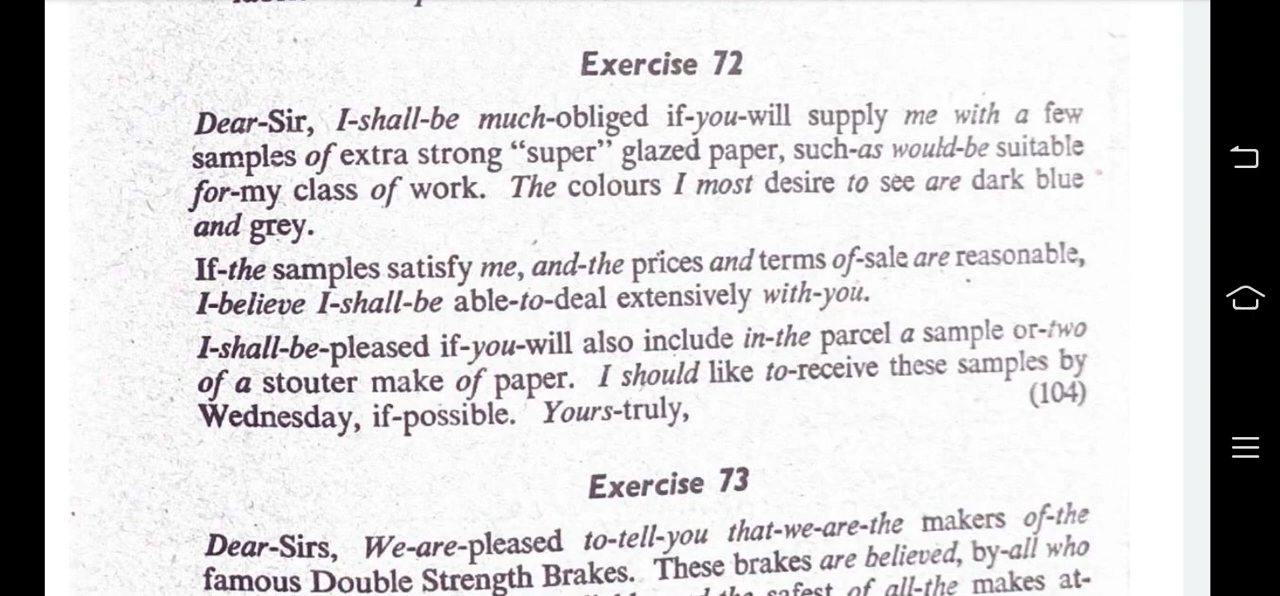 Exercise 72
Dear-Sir, I-shall-be much-obliged if-you-will supply me with a few
samples of extra strong “super” glazed paper, such-as would-be suitable
for-my class of work. The colours I most desire to see are dark blue
and grey.
If-the samples satisfy me, and-the prices and terms of-sale are reasonable,
I-believe I-shall-be able-to-deal extensively with-you.
I-shall-be-pleased if-you-will also include in-the parcel a sample or-two
of a stouter make of paper. I should like to-receive these samples by
Wednesday, if-possible. Yours-truly, (104)
Exercise 73
Dear-Sirs, We-are-pleased to-tell-you that-we-are-the makers of-the
famous Double Strength Brakes. These brakes are believed, by-all who
the safest of all-the makes at-